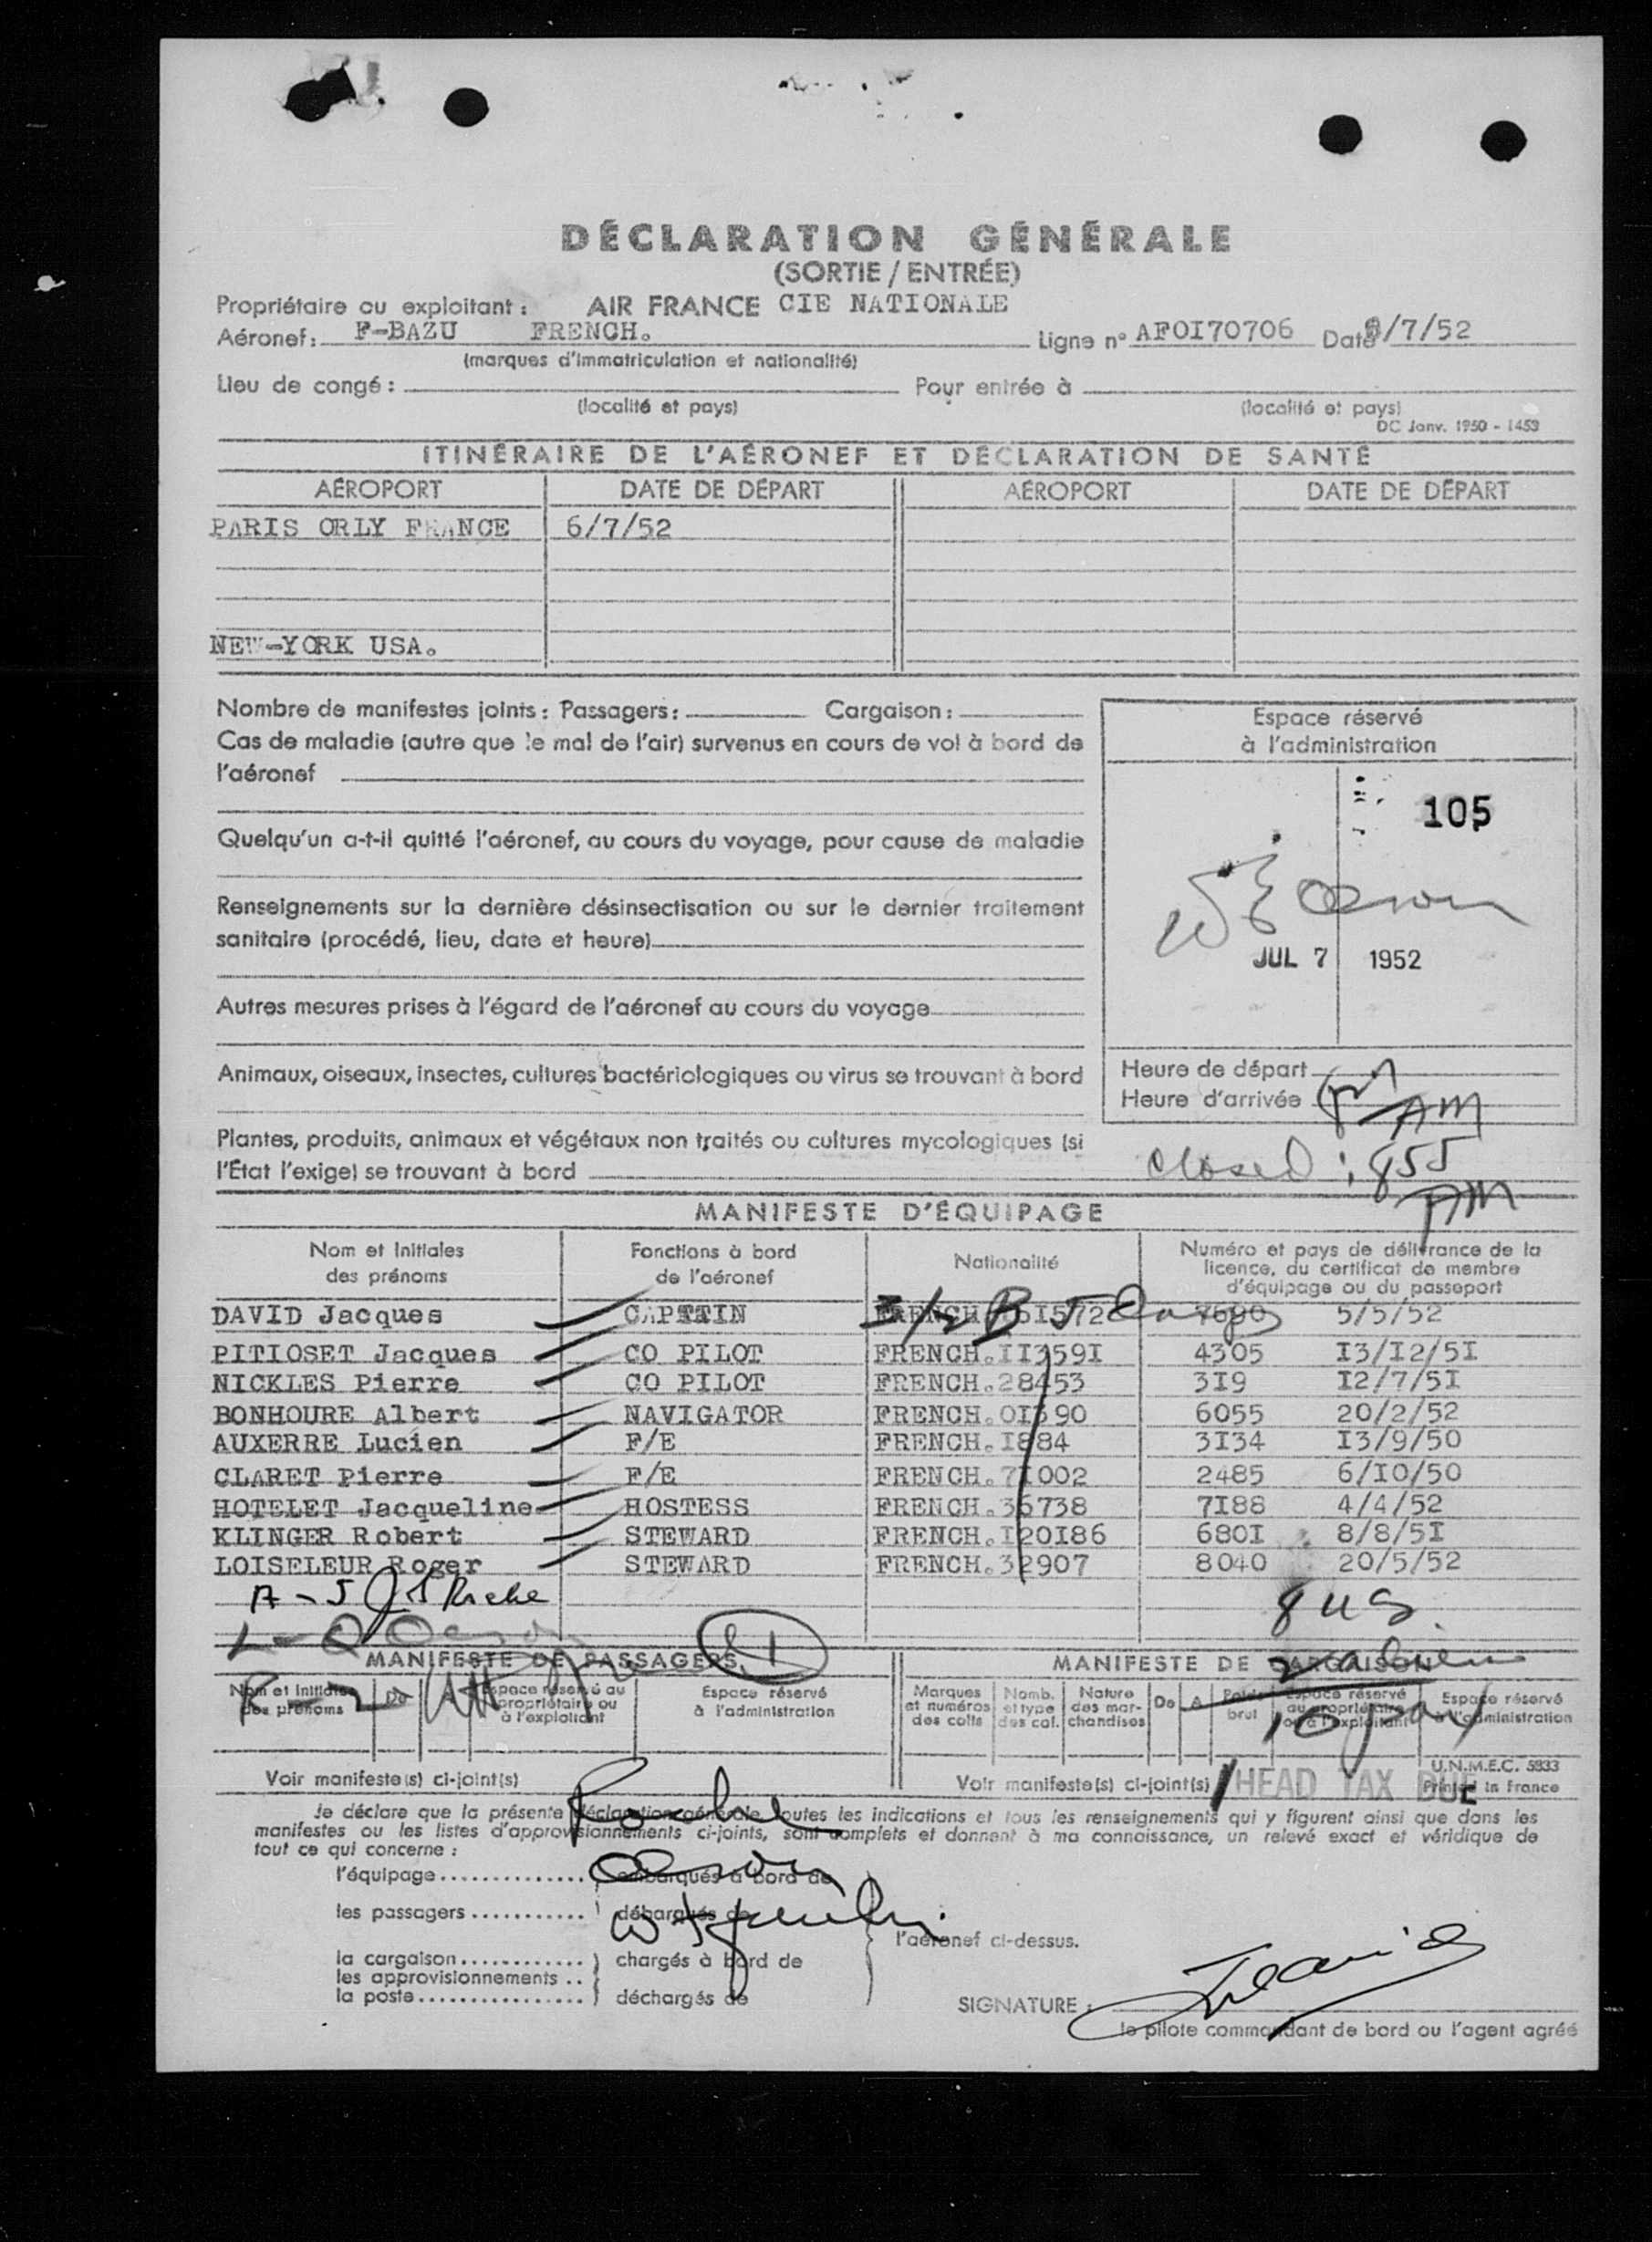 DÉCLARATION GÉNÉRALE
(SORTIE / ENTRÉE)
Propriétaire ou exploitant : AIR FRANCE CIE NATIONALE
Aéronef: F-BAZU FRENCH. Ligne n° AFOI70706 Date /7/52
(marques d'immatriculation et nationalité)
Lieu de congé : Pour entrée à
(localité et pays) (localité et pays)
DC Janv. 1950 - 1453
ITINÉRAIRE DE L'AÉRONEF ET DÉCLARATION DE SANTÉ
AÉROPORT DATE DE DÉPART AÉROPORT DATE DE DÉPART
PARIS ORLY FRANCE 6/7/52
NEW-YORK USA.
Nombre de manifestes joints : Passagers : Cargaison :
Cas de maladie (autre que le mal de l'air) survenus en cours de vol à bord de
l'aéronef
Quelqu'un a-t-il quitté l'aéronef, au cours du voyage, pour cause de maladie
Renseignements sur la dernière désinsectisation ou sur le dernier traitement
sanitaire (procédé, lieu, date et heure)
Autres mesures prises à l'égard de l'aéronef au cours du voyage
Animaux, oiseaux, insectes, cultures bactériologiques ou virus se trouvant à bord
Plantes, produits, animaux et végétaux non traités ou cultures mycologiques (si
l'État l'exige) se trouvant à bord
Espace réservé
à l'administration
105
JUL 7 1952
Heure de départ
Heure d'arrivée AM
closed : 855
AM
MANIFESTE D'ÉQUIPAGE
Nom et Initiales des prénoms Fonctions à bord de l'aéronef Nationalité Numéro et pays de délivrance de la licence, du certificat de membre d'équipage ou du passeport
DAVID Jacques FRENCH 5/5/52
PITIOSET Jacques CO PILOT FRENCH.II3591 4305 I3/I2/5I
NICKLES Pierre CO PILOT FRENCH.28453 3I9 I2/7/5I
BONHOURE Albert NAVIGATOR FRENCH. 6055 20/2/52
AUXERRE Lucien F/E FRENCH.I884 3I34 I3/9/50
CLARET Pierre F/E FRENCH.7I002 2485 6/I0/50
HOTELET Jacqueline HOSTESS FRENCH.36738 7I88 4/4/52
KLINGER Robert STEWARD FRENCH.I20I86 680I 8/8/5I
LOISELEUR Roger STEWARD FRENCH.32907 8040 20/5/52
8 US
MANIFESTE DE PASSAGERS MANIFESTE DE CARGAISON
Nom et Initiales des prénoms De A Espace réservé au propriétaire ou à l'exploitant Espace réservé à l'administration
Marques et numéros des colis Nomb. et type des col. Nature des marchandises De A Poids brut Espace réservé au propriétaire ou à l'exploitant Espace réservé à l'administration
U.N.M.E.C. 5833
Voir manifeste(s) ci-joint(s) Voir manifeste(s) ci-joint(s) HEAD TAX DUE Printed in France
Je déclare que la présente déclaration générale, toutes les indications et tous les renseignements qui y figurent ainsi que dans les
manifestes ou les listes d'approvisionnements ci-joints, sont complets et donnent à ma connaissance, un relevé exact et véridique de
tout ce qui concerne :
l'équipage.............. embarqués à bord de
les passagers........... débarqués de
l'aéronef ci-dessus.
la cargaison............ chargés à bord de
les approvisionnements ..
la poste................. déchargés de
SIGNATURE :
le pilote commandant de bord ou l'agent agréé